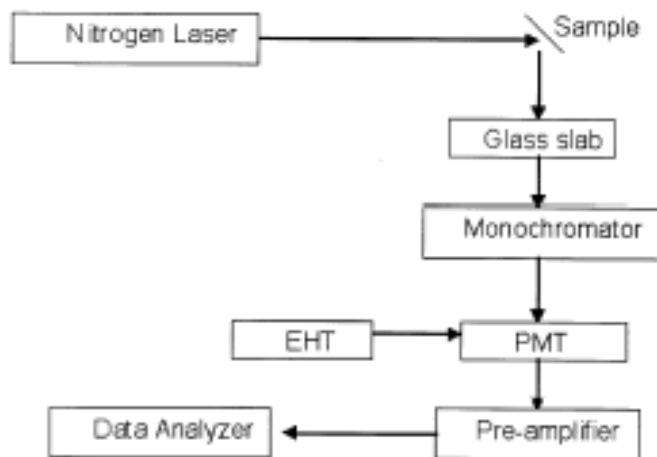 Nitrogen Laser
Sample
Glass slab
Monochromator
EHT
PMT
Data Analyzer
Pre-amplifier